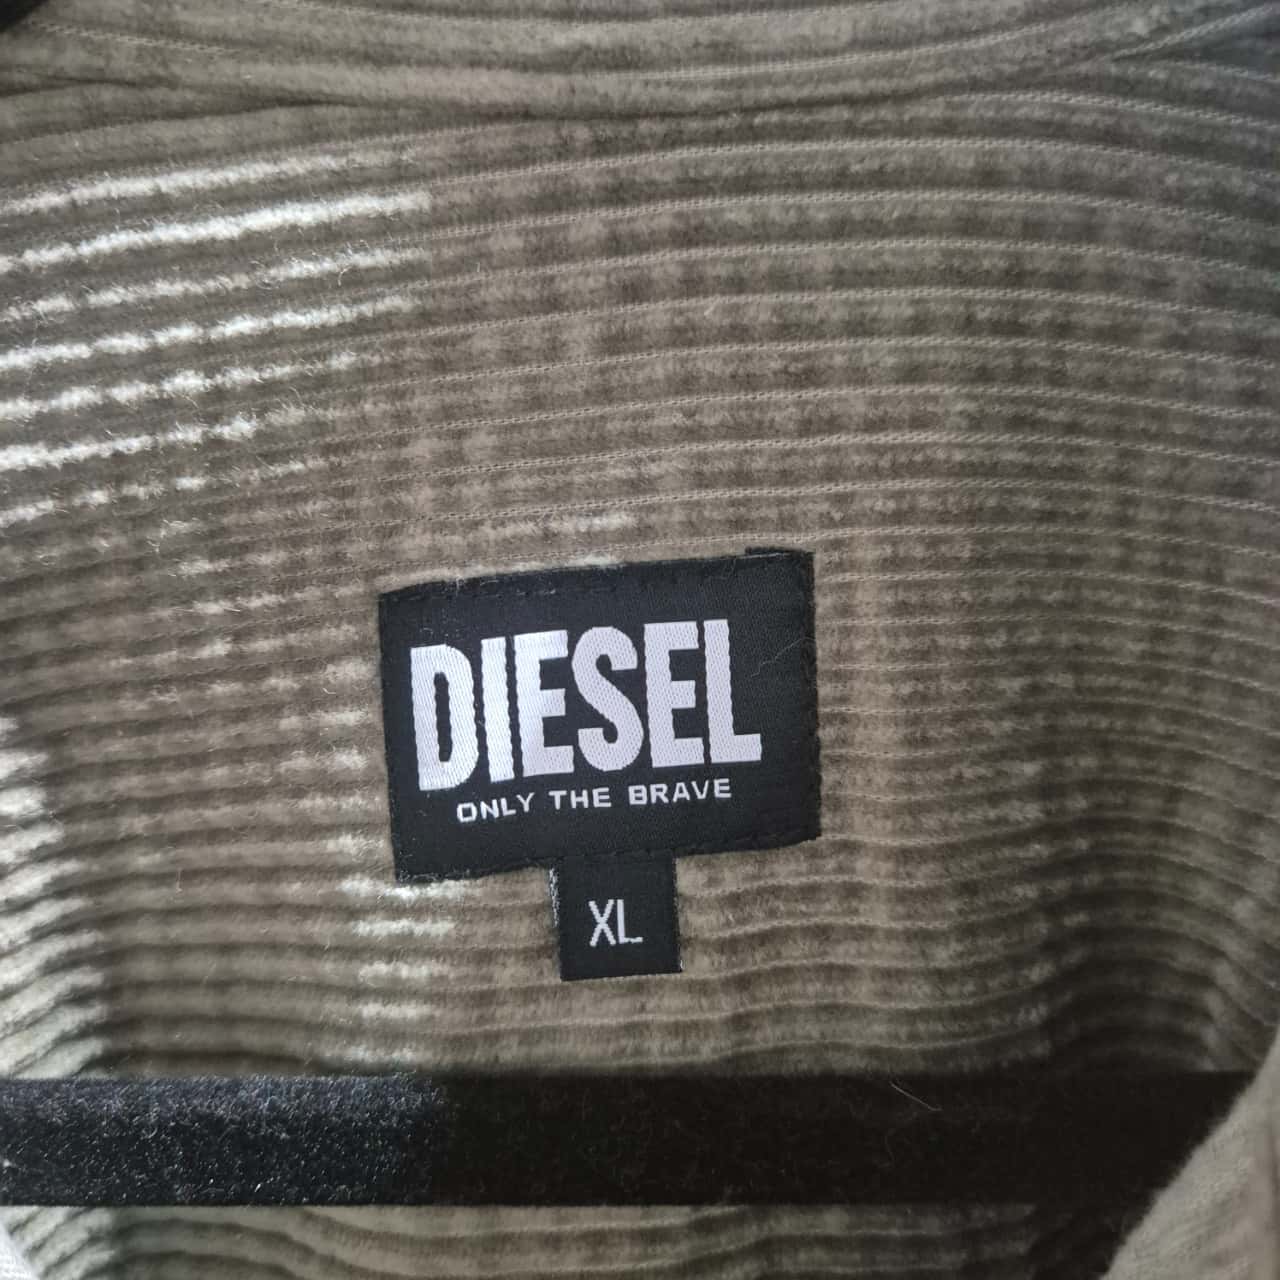 DIESEL
ONLY THE BRAVE
XL